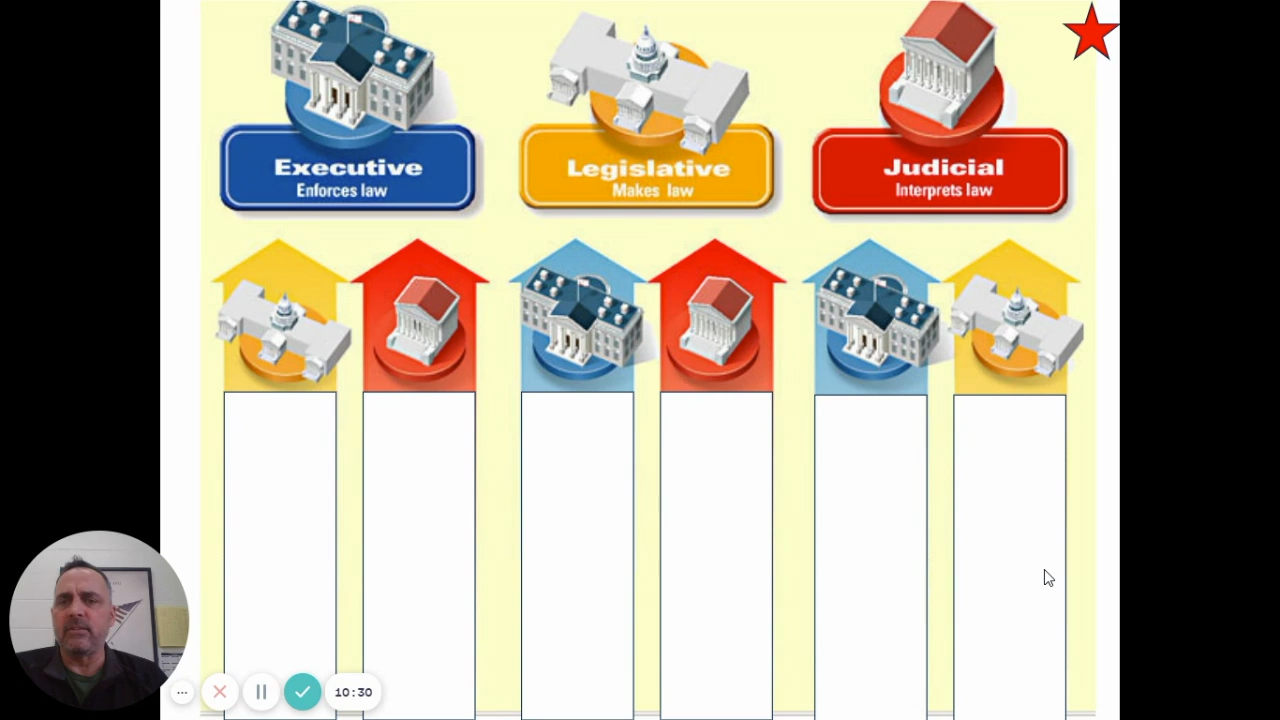 Executive
Enforces law
Legislative
Makes law
Judicial
Interprets law
10:30